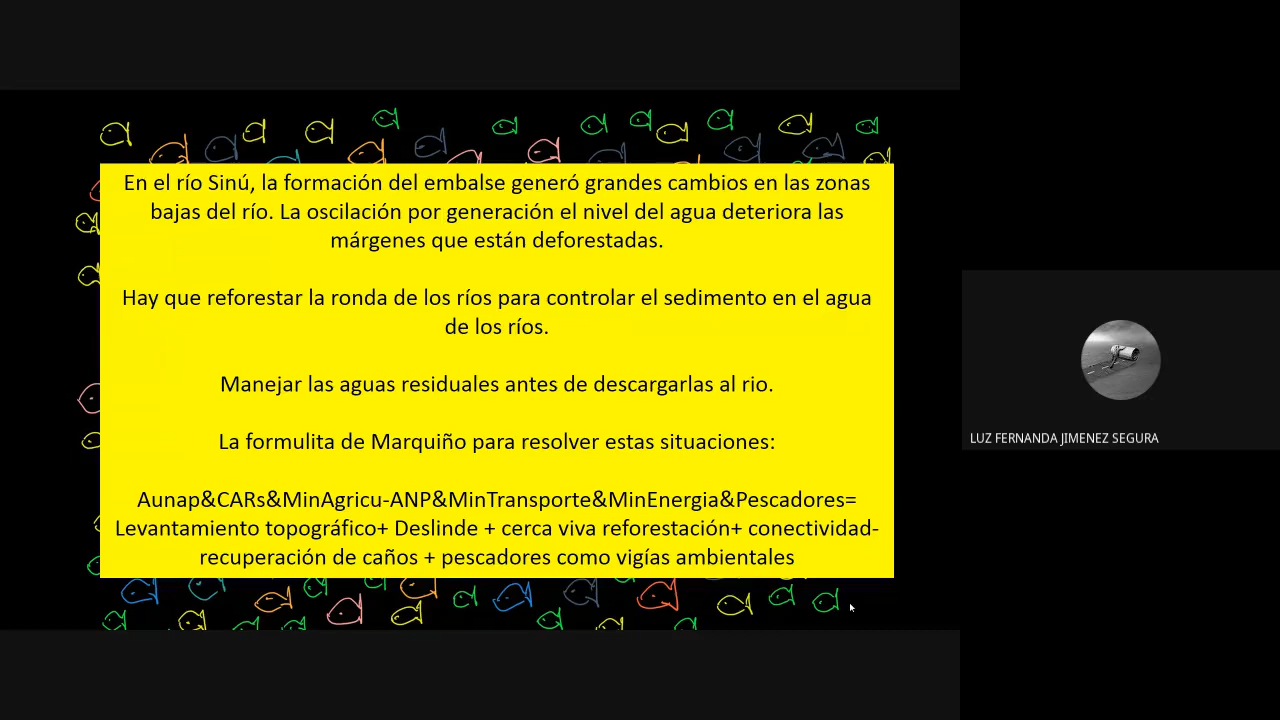 En el río Sinú, la formación del embalse generó grandes cambios en las zonas
bajas del río. La oscilación por generación el nivel del agua deteriora las
márgenes que están deforestadas.
Hay que reforestar la ronda de los ríos para controlar el sedimento en el agua
de los ríos.
Manejar las aguas residuales antes de descargarlas al rio.
La formulita de Marquiño para resolver estas situaciones:
Aunap&CARs&MinAgricu-ANP&MinTransporte&MinEnergia&Pescadores=
Levantamiento topográfico+ Deslinde + cerca viva reforestación+ conectividad-
recuperación de caños + pescadores como vigías ambientales
LUZ FERNANDA JIMENEZ SEGURA